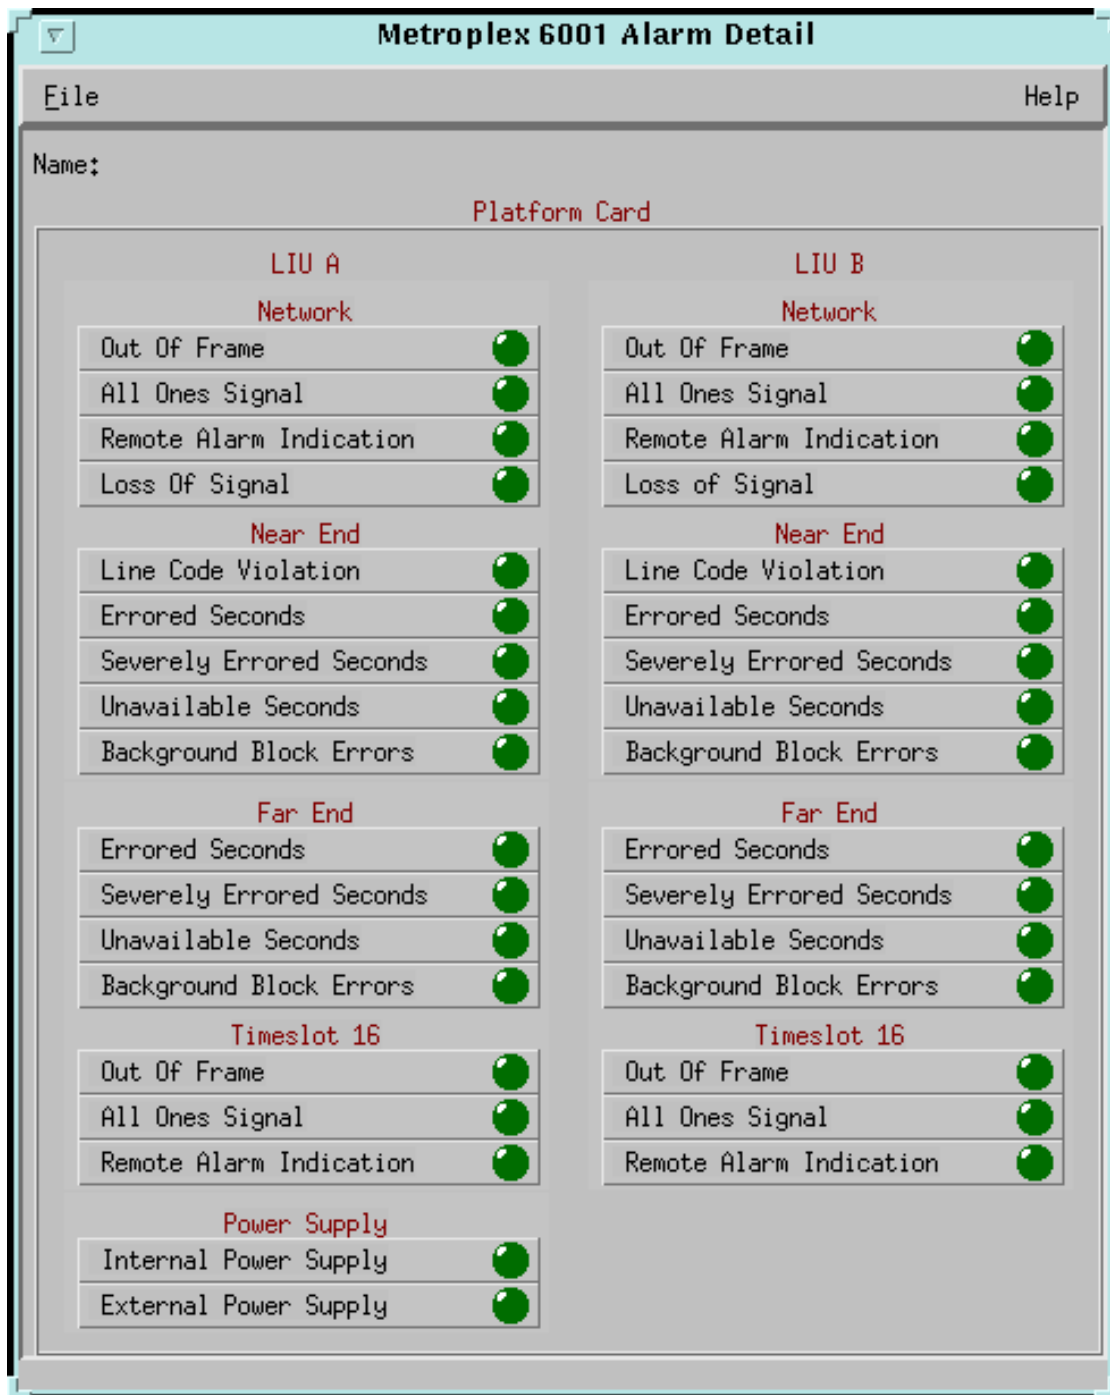 Metroplex 6001 Alarm Detail
File Help
Name:
Platform Card
LIU A
Network
Out Of Frame
All Ones Signal
Remote Alarm Indication
Loss Of Signal
Near End
Line Code Violation
Errored Seconds
Severely Errored Seconds
Unavailable Seconds
Background Block Errors
Far End
Errored Seconds
Severely Errored Seconds
Unavailable Seconds
Background Block Errors
Timeslot 16
Out Of Frame
All Ones Signal
Remote Alarm Indication
Power Supply
Internal Power Supply
External Power Supply
LIU B
Network
Out Of Frame
All Ones Signal
Remote Alarm Indication
Loss of Signal
Near End
Line Code Violation
Errored Seconds
Severely Errored Seconds
Unavailable Seconds
Background Block Errors
Far End
Errored Seconds
Severely Errored Seconds
Unavailable Seconds
Background Block Errors
Timeslot 16
Out Of Frame
All Ones Signal
Remote Alarm Indication